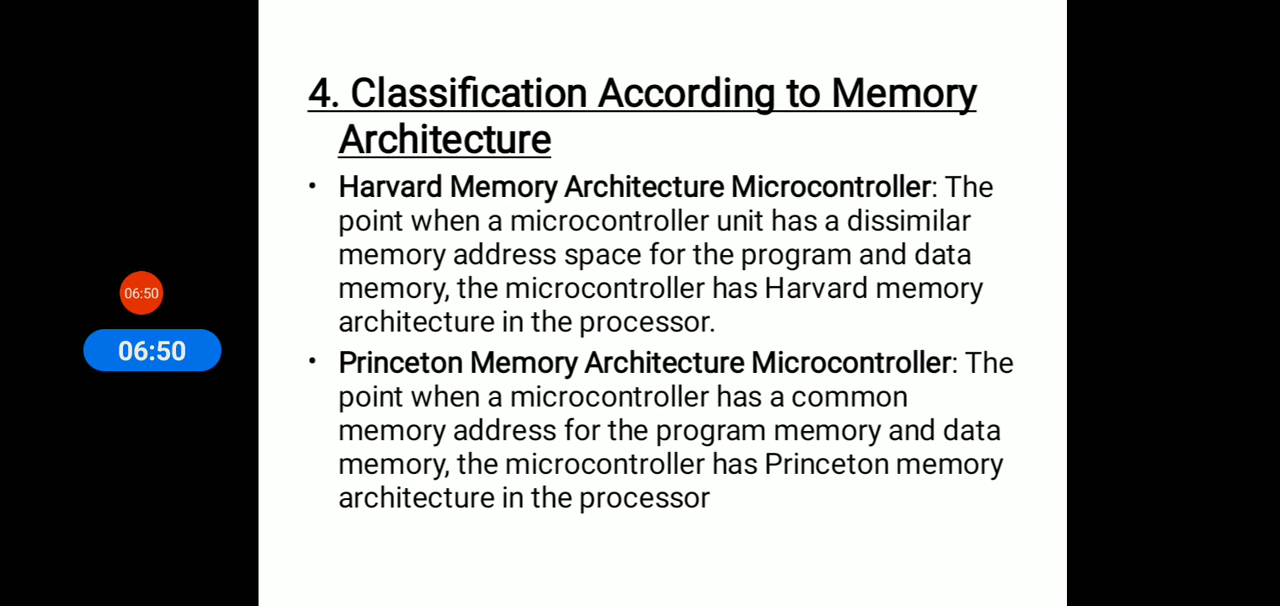 4. Classification According to Memory
Architecture
• Harvard Memory Architecture Microcontroller: The
point when a microcontroller unit has a dissimilar
memory address space for the program and data
memory, the microcontroller has Harvard memory
architecture in the processor.
• Princeton Memory Architecture Microcontroller: The
point when a microcontroller has a common
memory address for the program memory and data
memory, the microcontroller has Princeton memory
architecture in the processor
06:50
06:50